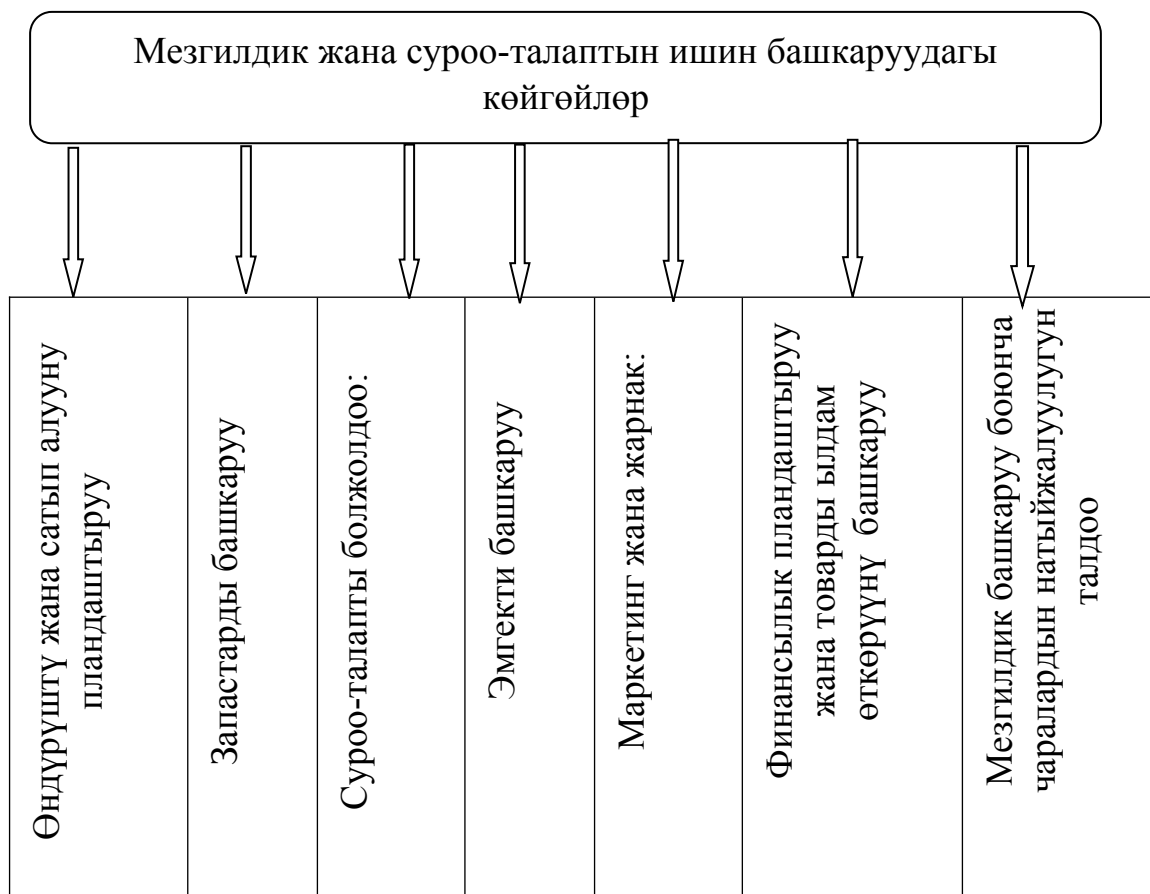 Мезгилдик жана суроо-талаптын ишин башкаруудагы
көйгөйлөр
Өндүрүштү жана сатып алууну
пландаштыруу
Запастарды башкаруу
Суроо-талапты болжолдоо:
Эмгекти башкаруу
Маркетинг жана жарнак:
Финансылык пландаштыруу
жана товарды ылдам
өткөрүүнү башкаруу
Мезгилдик башкаруу боюнча
чаралардын натыйжалуулугун
талдоо